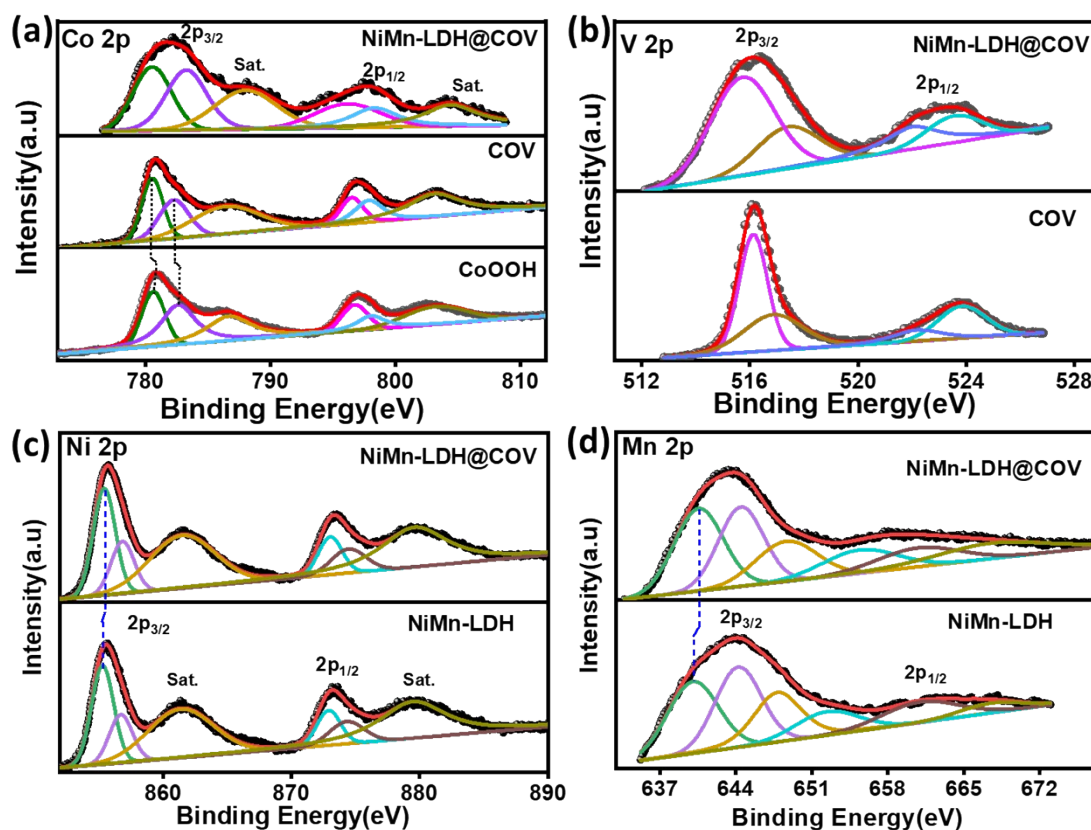 (a)
Co 2p
2p3/2
NiMn-LDH@COV
Sat.
2p1/2
Sat.
COV
CoOOH
Intensity(a.u)
780 790 800 810
Binding Energy(eV)
(b)
V 2p
2p3/2
NiMn-LDH@COV
2p1/2
COV
Intensity(a.u)
512 516 520 524 528
Binding Energy(eV)
(c)
Ni 2p
NiMn-LDH@COV
2p3/2
NiMn-LDH
Sat.
2p1/2
Sat.
Intensity(a.u)
860 870 880 890
Binding Energy(eV)
(d)
Mn 2p
NiMn-LDH@COV
2p3/2
NiMn-LDH
2p1/2
Intensity(a.u)
637 644 651 658 665 672
Binding Energy(eV)